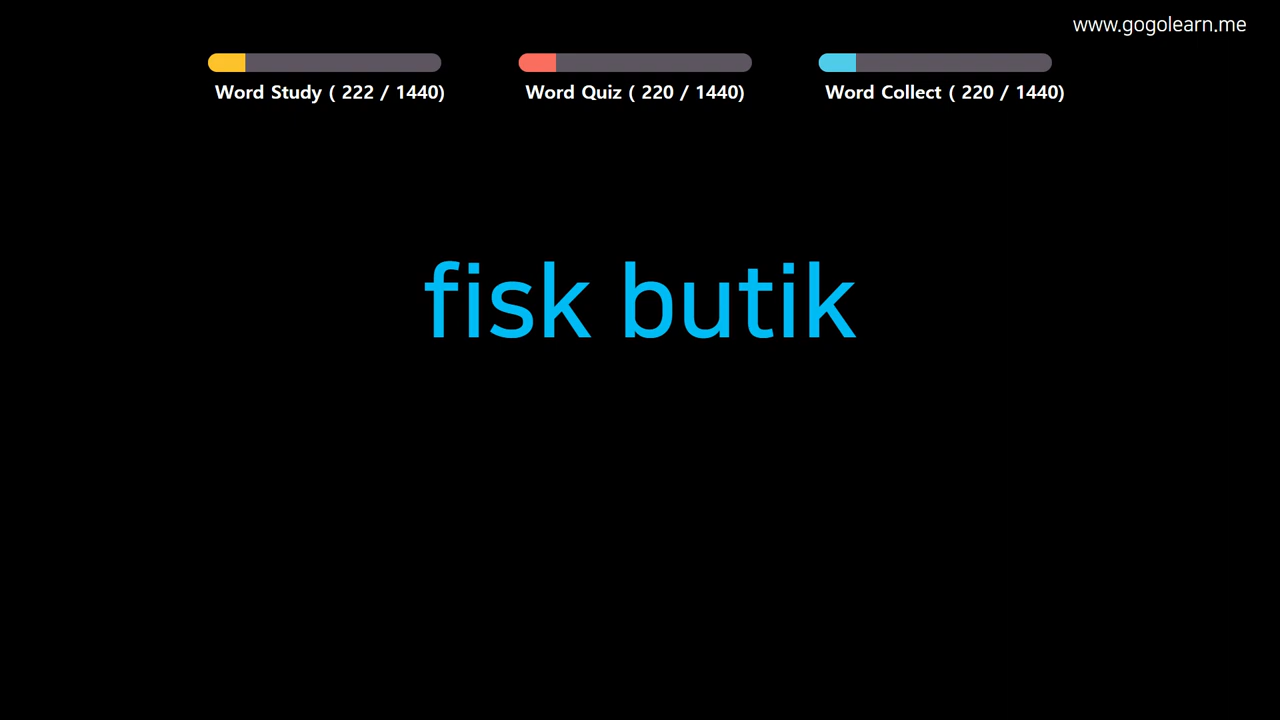 www.gogolearn.me
Word Study ( 222 / 1440)
Word Quiz ( 220 / 1440)
Word Collect ( 220 / 1440)
fisk butik